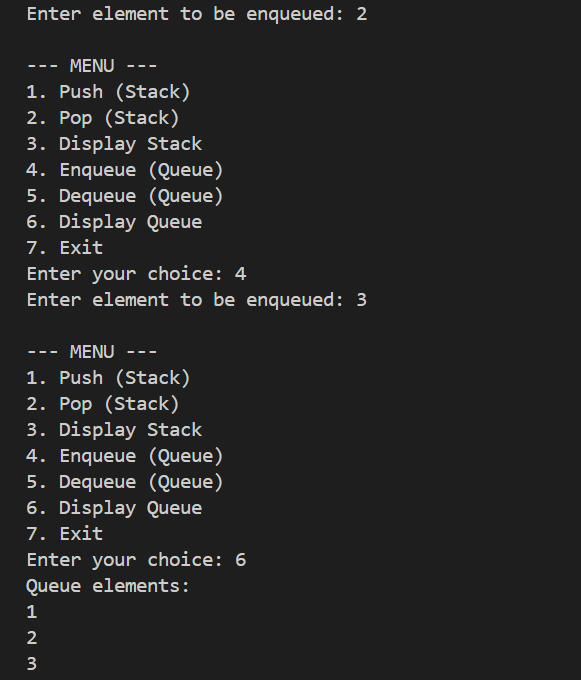 Enter element to be enqueued: 2
--- MENU ---
1. Push (Stack)
2. Pop (Stack)
3. Display Stack
4. Enqueue (Queue)
5. Dequeue (Queue)
6. Display Queue
7. Exit
Enter your choice: 4
Enter element to be enqueued: 3
--- MENU ---
1. Push (Stack)
2. Pop (Stack)
3. Display Stack
4. Enqueue (Queue)
5. Dequeue (Queue)
6. Display Queue
7. Exit
Enter your choice: 6
Queue elements:
1
2
3